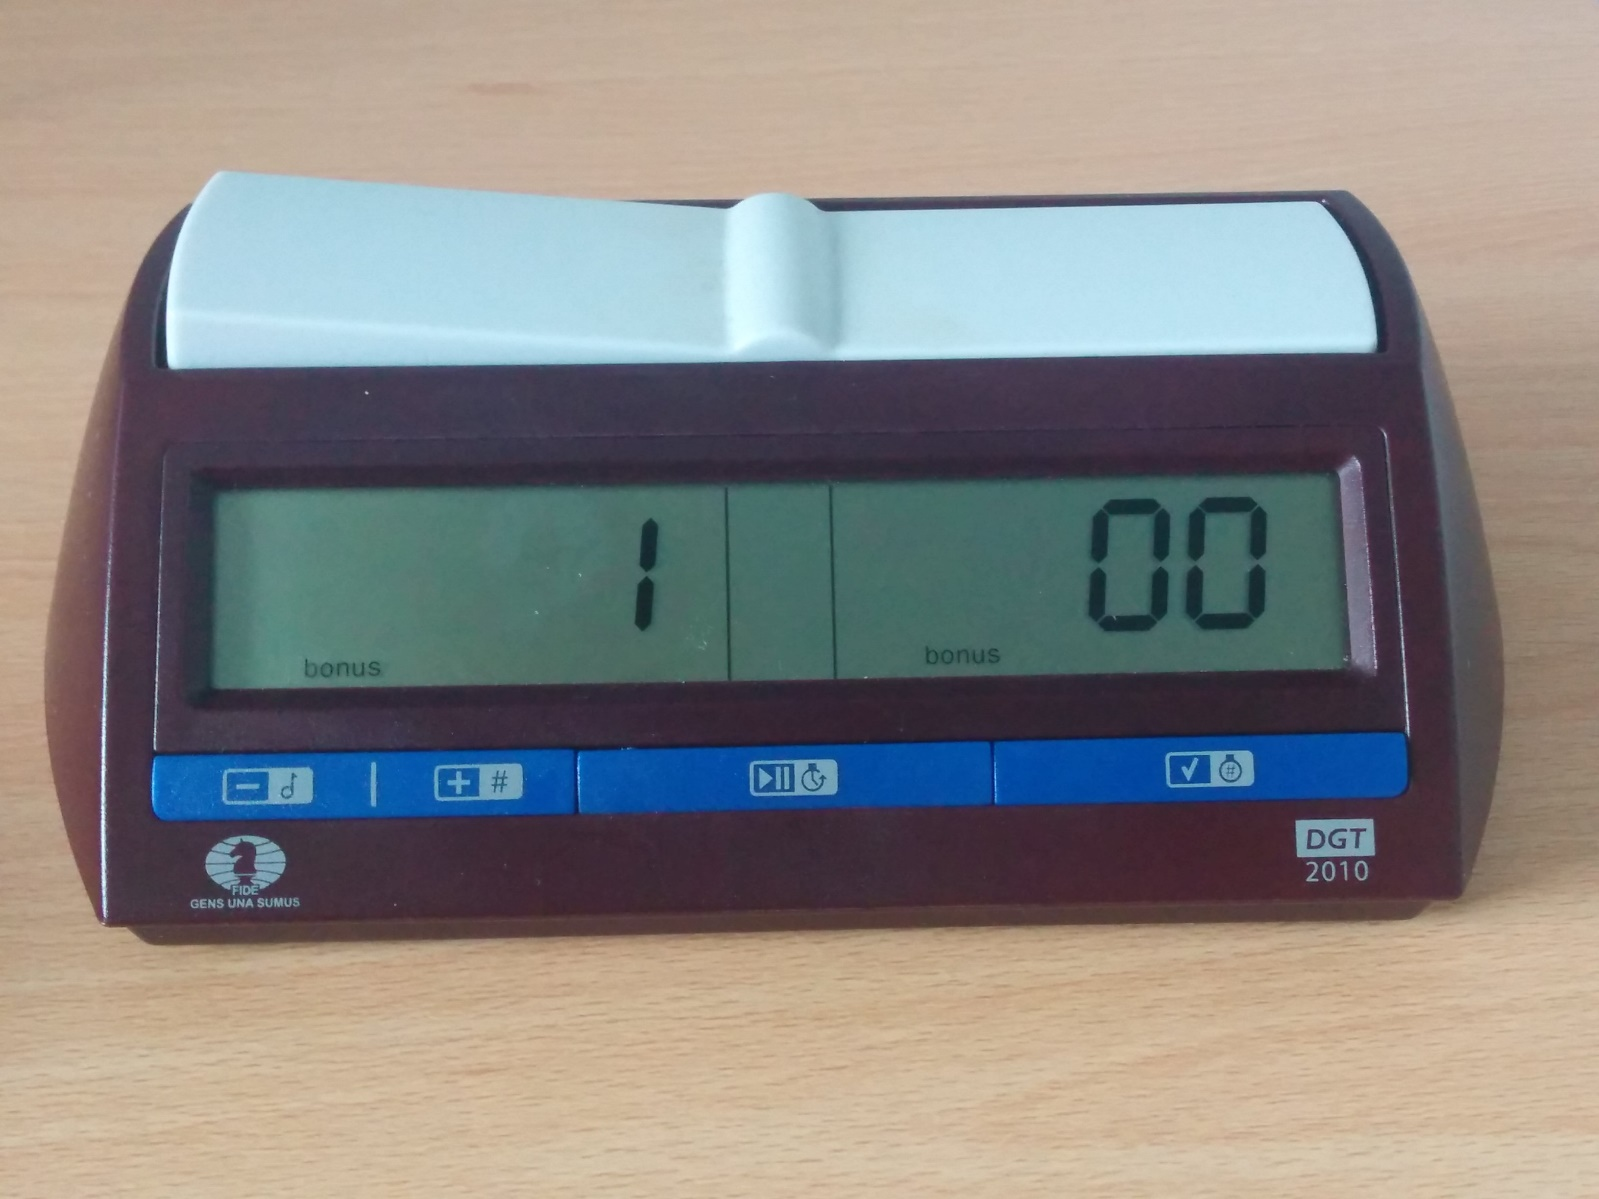 1 00
bonus bonus
- + # #
FIDE
GENS UNA SUMUS
DGT
2010